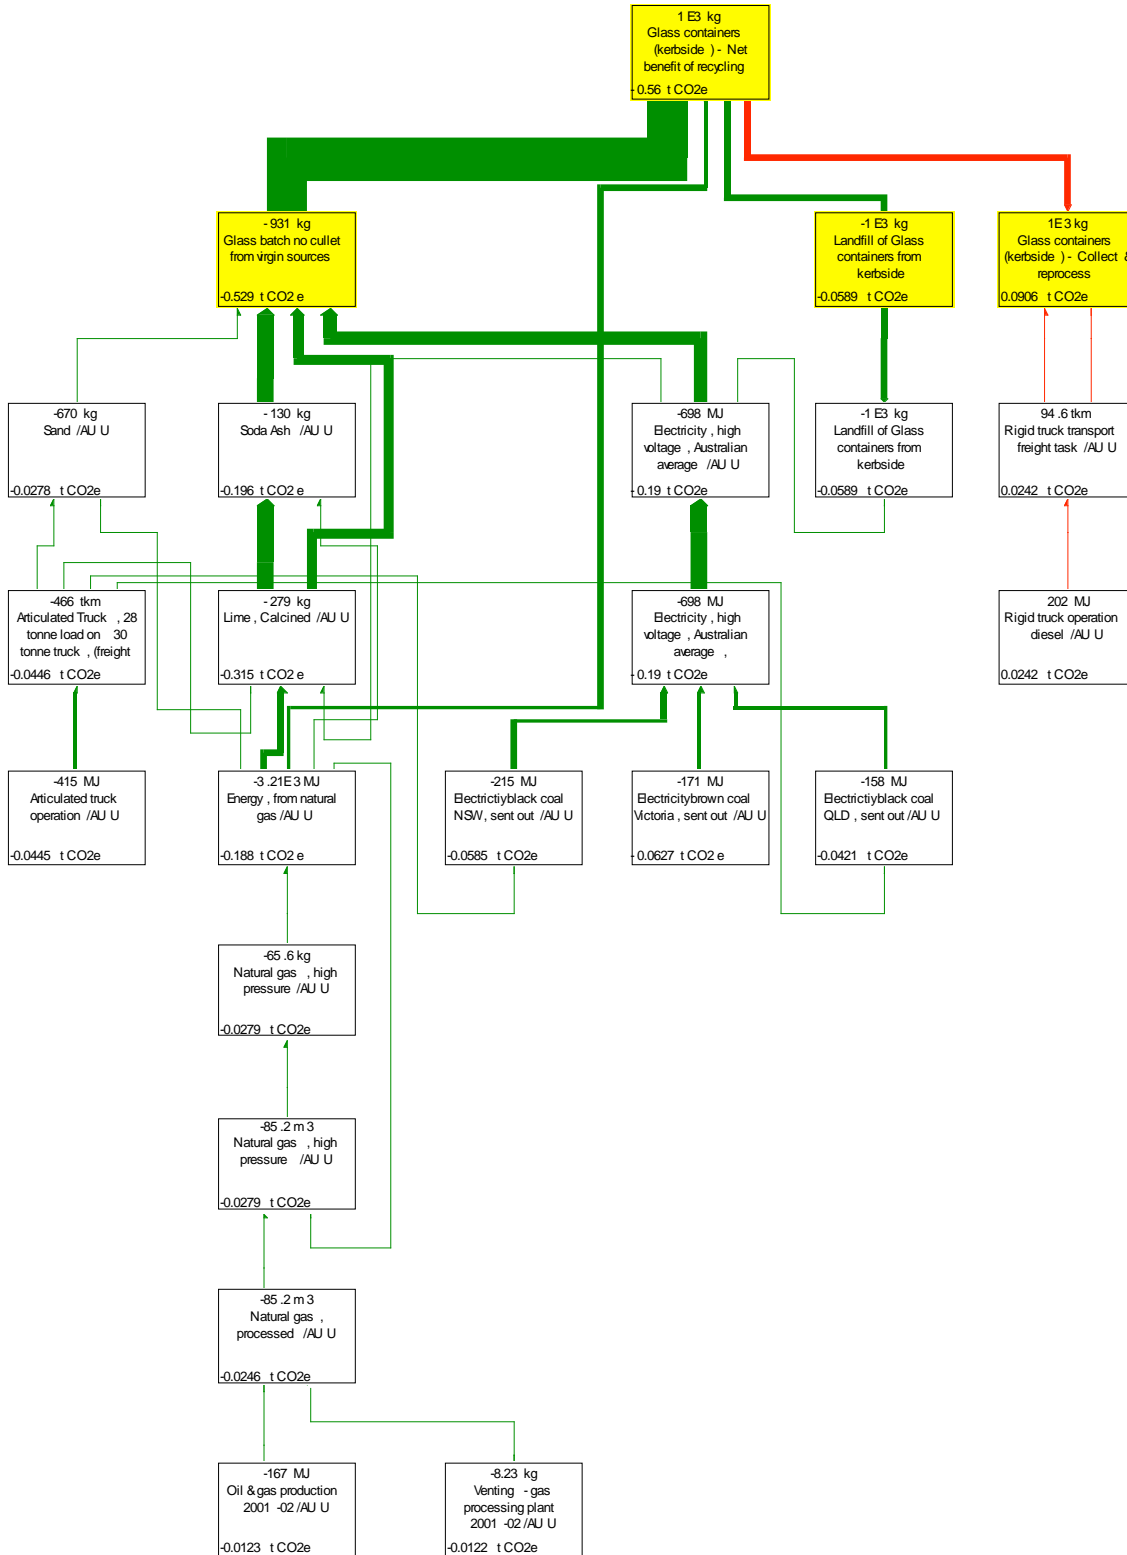 1 E3 kg
Glass containers
(kerbside ) - Net
benefit of recycling
- 0.56 t CO2e
- 931 kg
Glass batch no cullet
from virgin sources
-0.529 t CO2 e
-1 E3 kg
Landfill of Glass
containers from
kerbside
-0.0589 t CO2e
1E 3 kg
Glass containers
(kerbside ) - Collect &
reprocess
0.0906 t CO2e
-670 kg
Sand /AU U
-0.0278 t CO2e
- 130 kg
Soda Ash /AU U
-0.196 t CO2 e
-698 MJ
Electricity , high
voltage , Australian
average /AU U
- 0.19 t CO2e
-1 E3 kg
Landfill of Glass
containers from
kerbside
-0.0589 t CO2e
94 .6 tkm
Rigid truck transport
freight task /AU U
0.0242 t CO2e
-466 tkm
Articulated Truck , 28
tonne load on 30
tonne truck , (freight
-0.0446 t CO2e
- 279 kg
Lime , Calcined /AU U
-0.315 t CO2 e
-698 MJ
Electricity , high
voltage , Australian
average ,
- 0.19 t CO2e
202 MJ
Rigid truck operation
diesel /AU U
0.0242 t CO2e
-415 MJ
Articulated truck
operation /AU U
-0.0445 t CO2e
-3 .21E 3 MJ
Energy , from natural
gas /AU U
-0.188 t CO2 e
-215 MJ
Electrictiyblack coal
NSW, sent out /AU U
-0.0585 t CO2e
-171 MJ
Electricitybrown coal
Victoria , sent out /AU U
- 0.0627 t CO2 e
-158 MJ
Electrictiyblack coal
QLD , sent out /AU U
-0.0421 t CO2e
-65 .6 kg
Natural gas , high
pressure /AU U
-0.0279 t CO2e
-85 .2 m 3
Natural gas , high
pressure /AU U
-0.0279 t CO2e
-85 .2 m 3
Natural gas ,
processed /AU U
-0.0246 t CO2e
-167 MJ
Oil & gas production
2001 -02 /AU U
-0.0123 t CO2e
-8.23 kg
Venting - gas
processing plant
2001 -02 /AU U
-0.0122 t CO2e